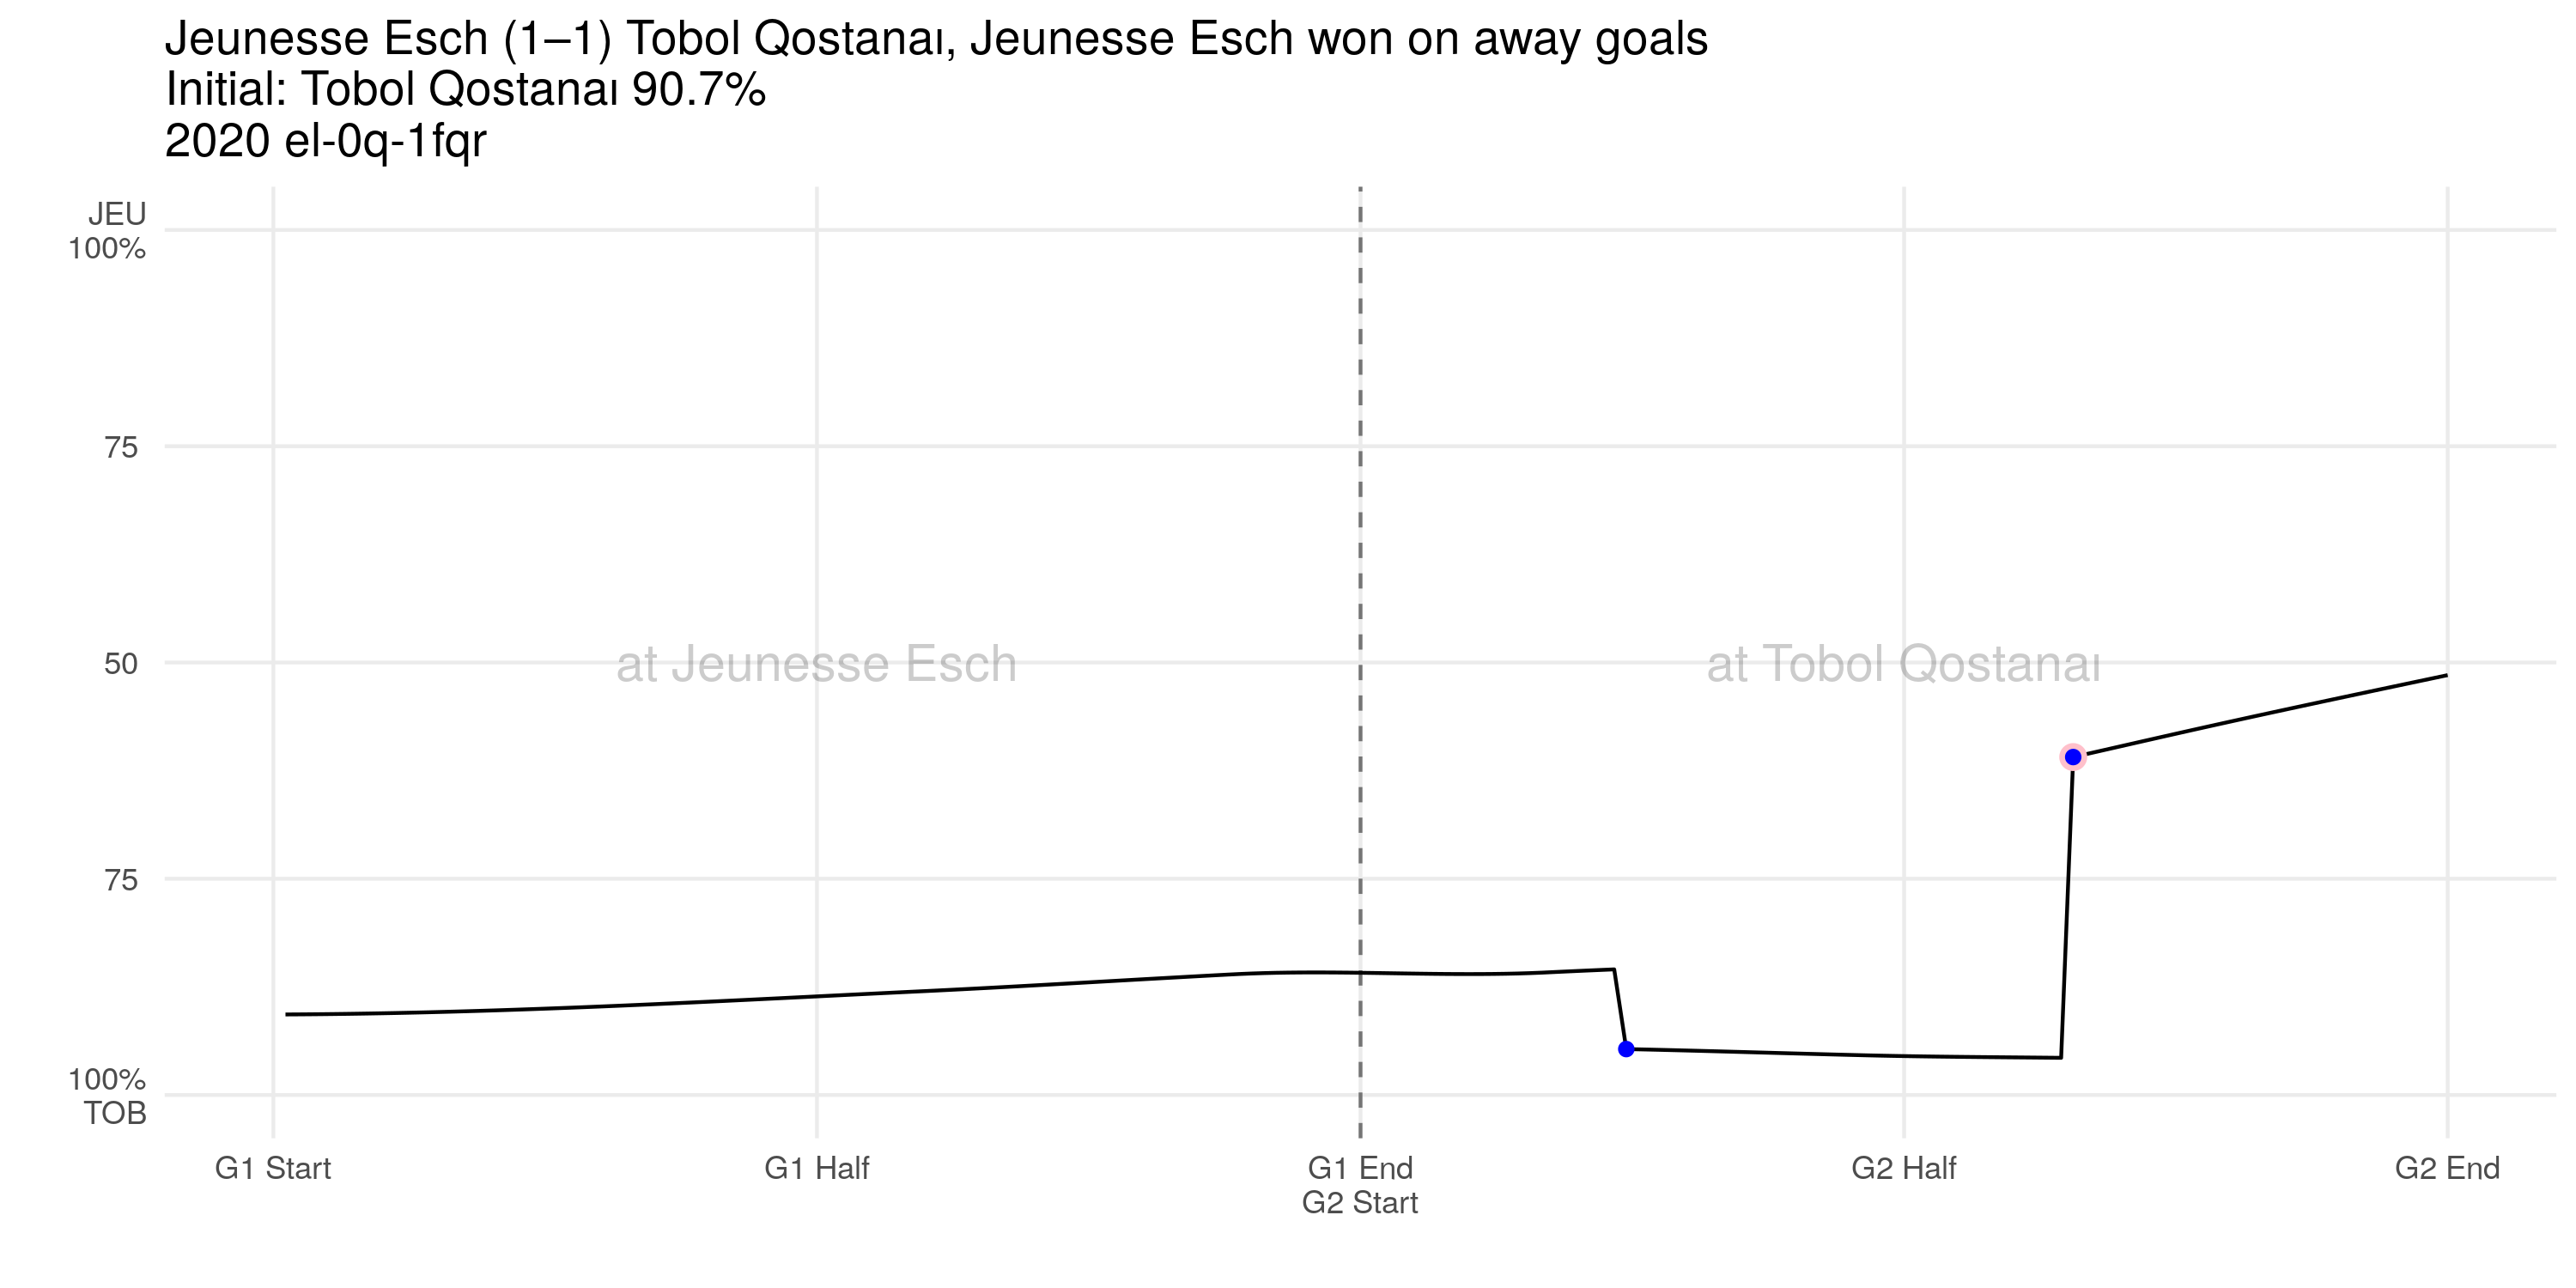 Jeunesse Esch (1–1) Tobol Qostanaı, Jeunesse Esch won on away goals
Initial: Tobol Qostanaı 90.7%
2020 el-0q-1fqr
JEU
100%
75
50
75
100%
TOB
at Jeunesse Esch
at Tobol Qostanaı
G1 Start
G1 Half
G1 End
G2 Start
G2 Half
G2 End